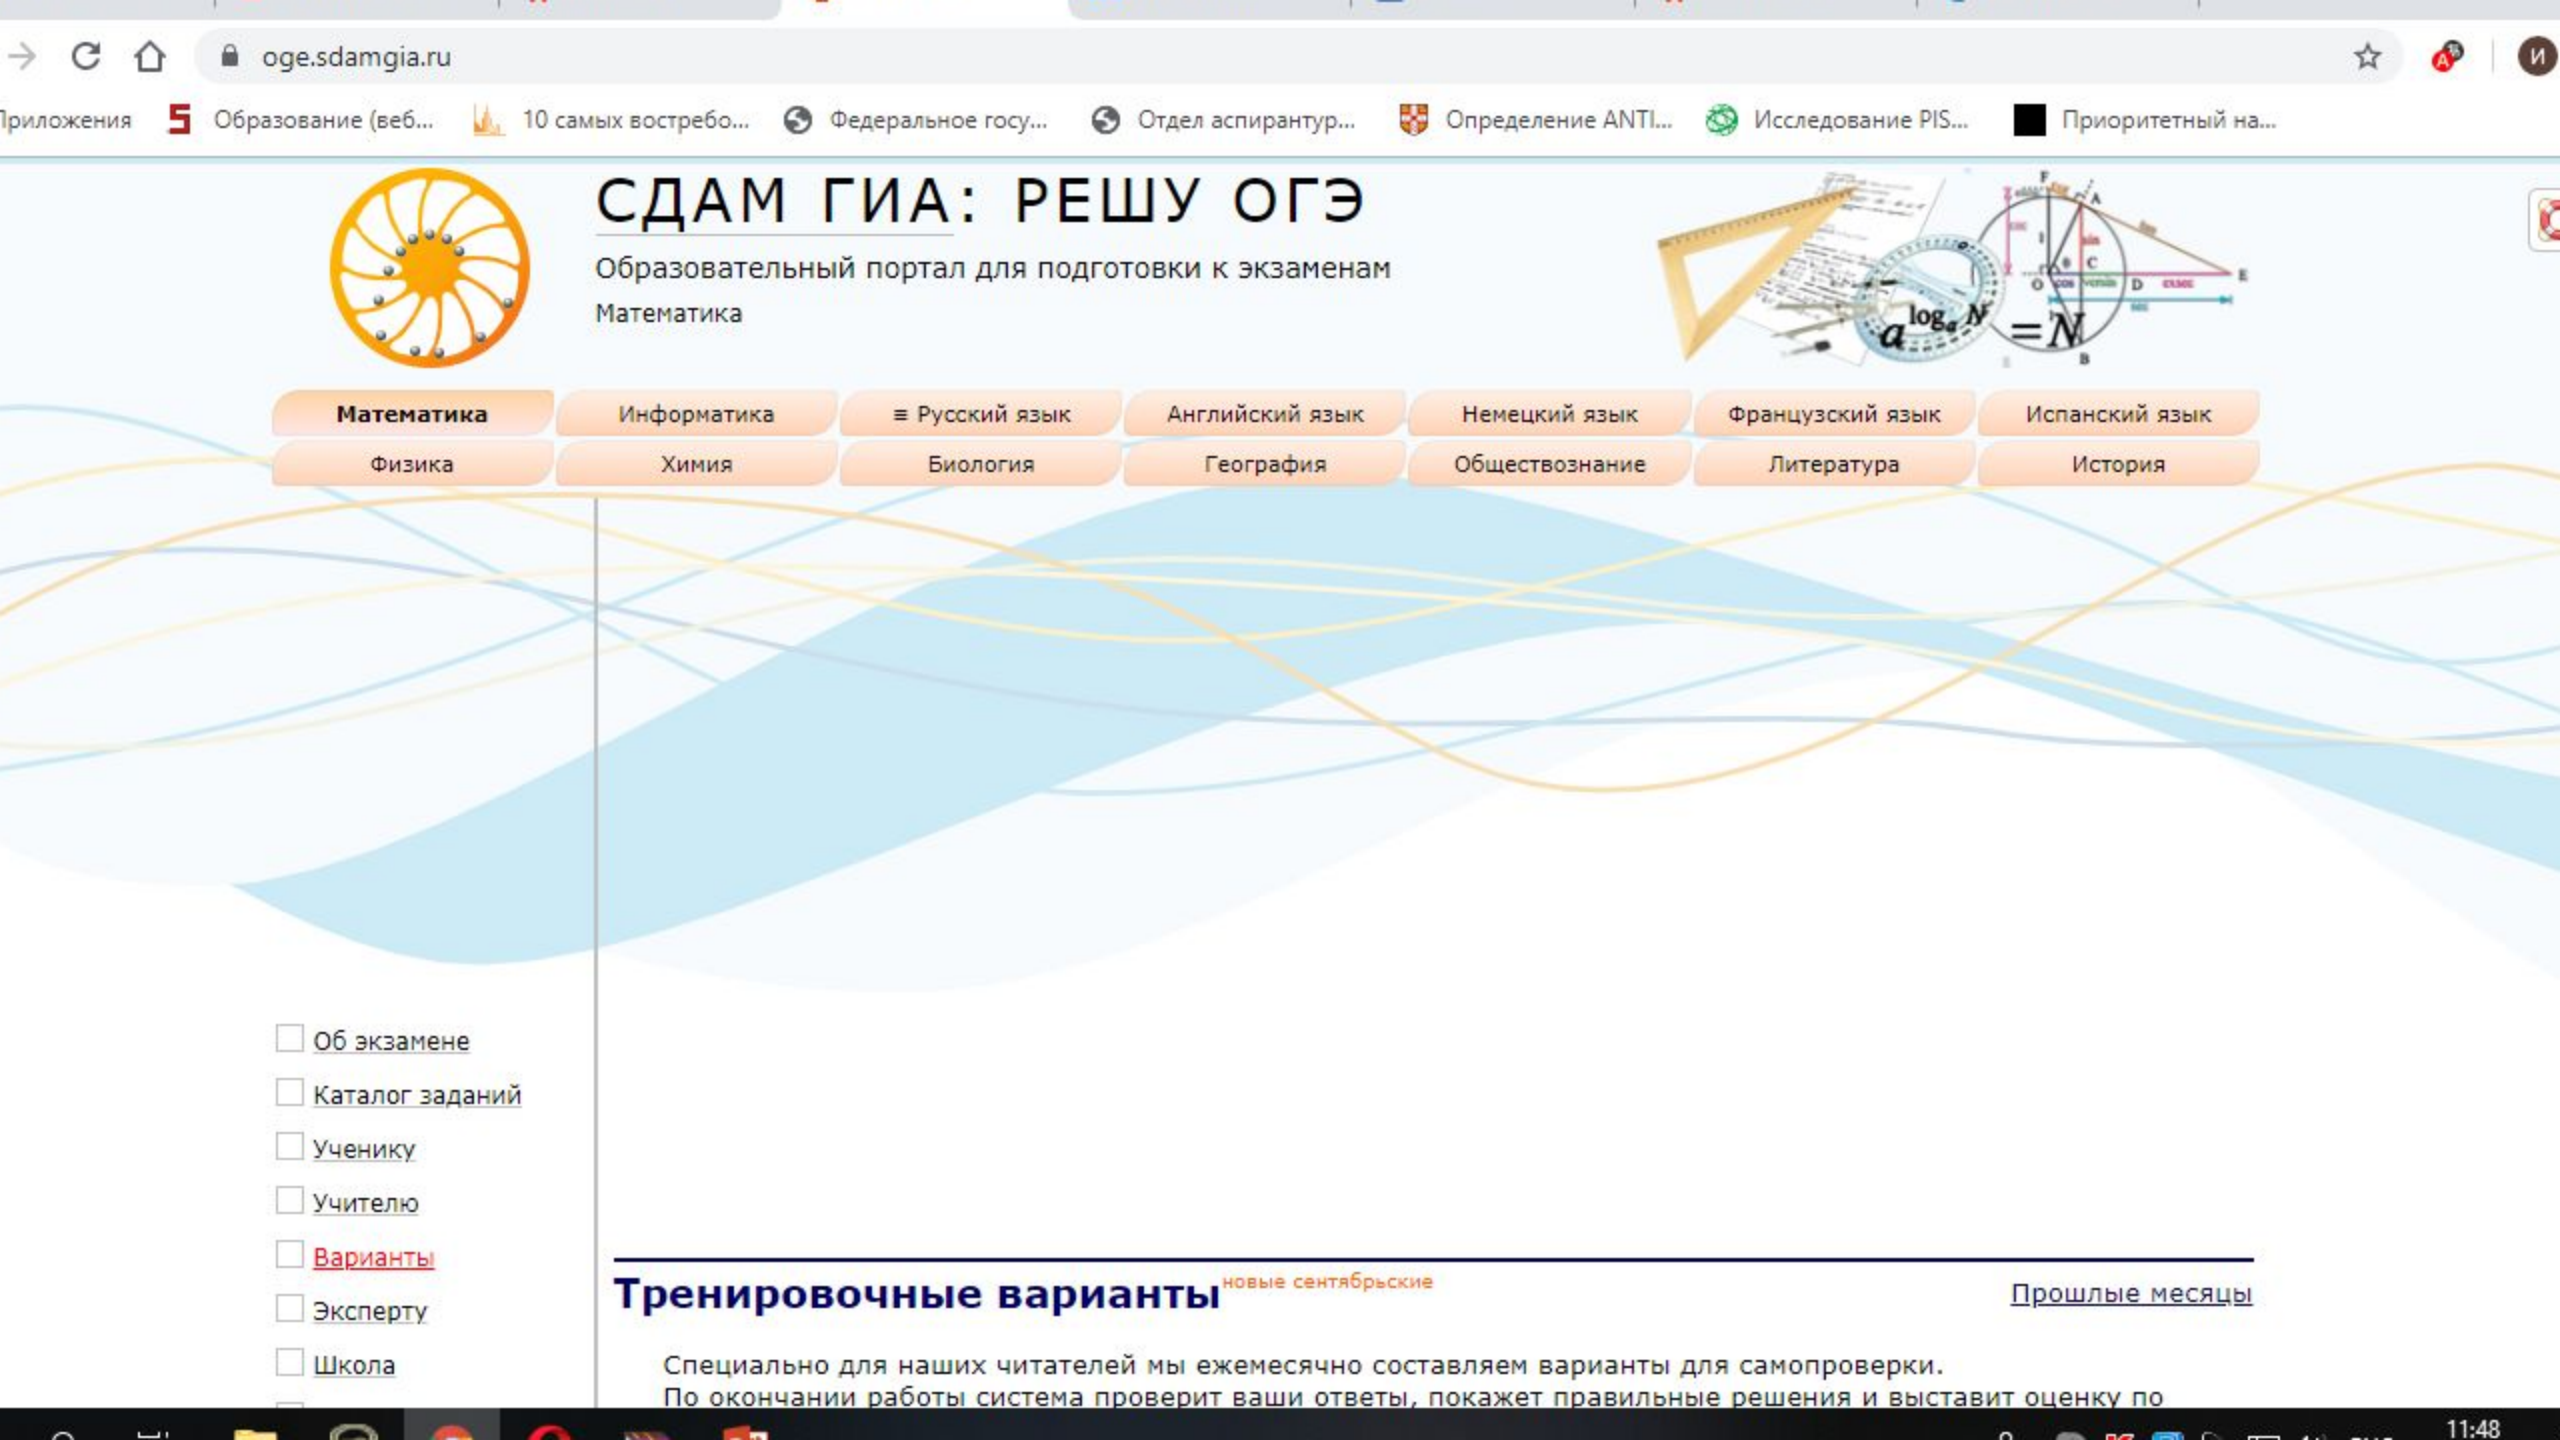 oge.sdamgia.ru
И
Приложения
Образование (веб...
10 самых востребо...
Федеральное госу...
Отдел аспирантур...
Определение ANTI...
Исследование PIS...
Приоритетный на...
СДАМ ГИА: РЕШУ ОГЭ
Образовательный портал для подготовки к экзаменам
Математика
Математика
Информатика
≡ Русский язык
Английский язык
Немецкий язык
Французский язык
Испанский язык
Физика
Химия
Биология
География
Обществознание
Литература
История
Об экзамене
Каталог заданий
Ученику
Учителю
Варианты
Эксперту
Школа
Тренировочные варианты новые сентябрьские
Прошлые месяцы
Специально для наших читателей мы ежемесячно составляем варианты для самопроверки.
По окончании работы система проверит ваши ответы, покажет правильные решения и выставит оценку по
11:48